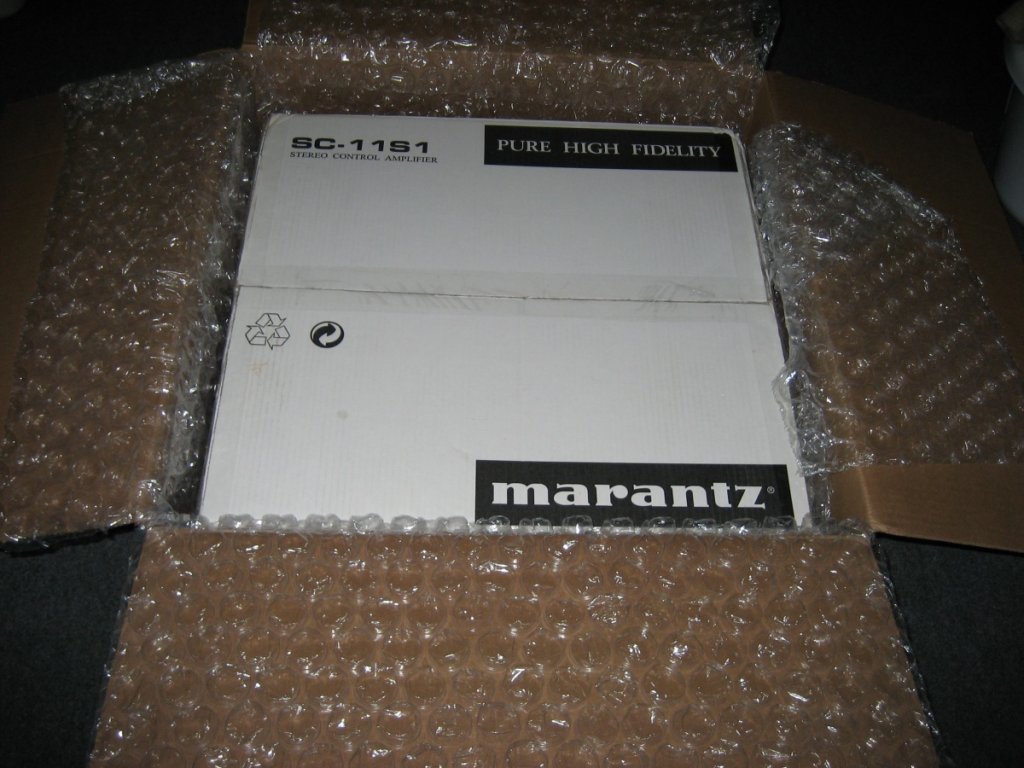 SC-11S1
STEREO CONTROL AMPLIFIER
PURE HIGH FIDELITY
marantz®